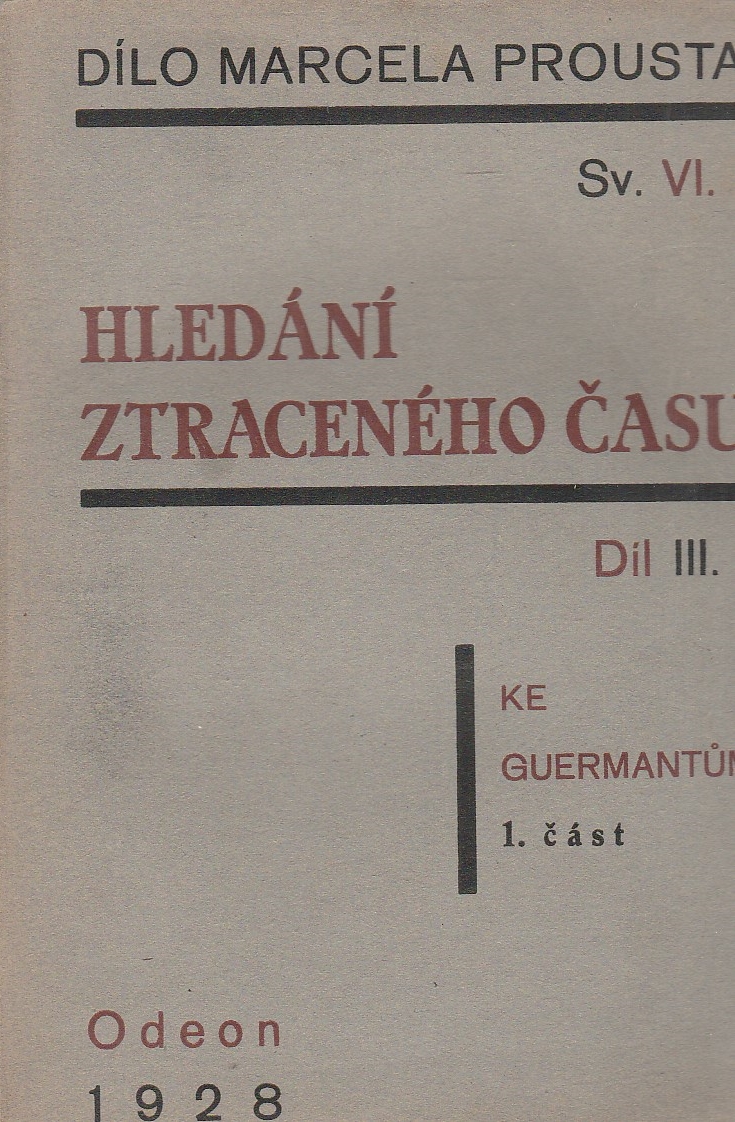 DÍLO MARCELA PROUSTA
Sv. VI.
HLEDÁNÍ
ZTRACENÉHO ČASU
Díl III.
KE
GUERMANTŮM
1. část
Odeon
1928